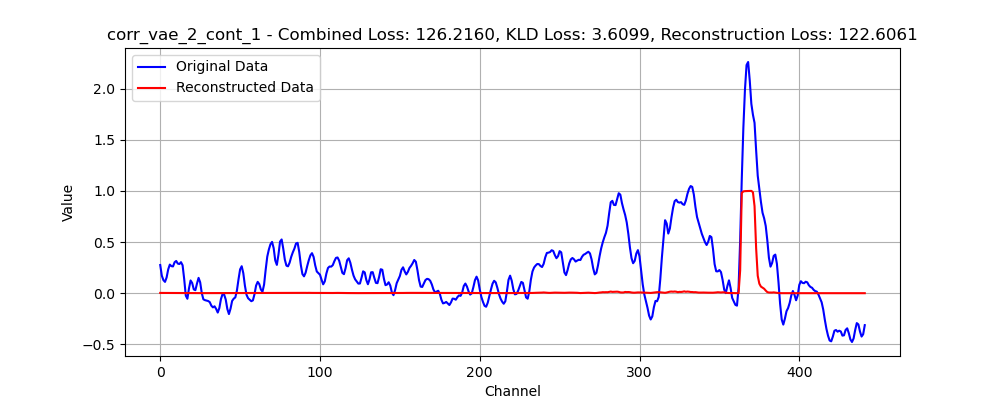 corr_vae_2_cont_1 - Combined Loss: 126.2160, KLD Loss: 3.6099, Reconstruction Loss: 122.6061
Original Data
Reconstructed Data
2.0
1.5
1.0
0.5
0.0
−0.5
Value
0 100 200 300 400
Channel